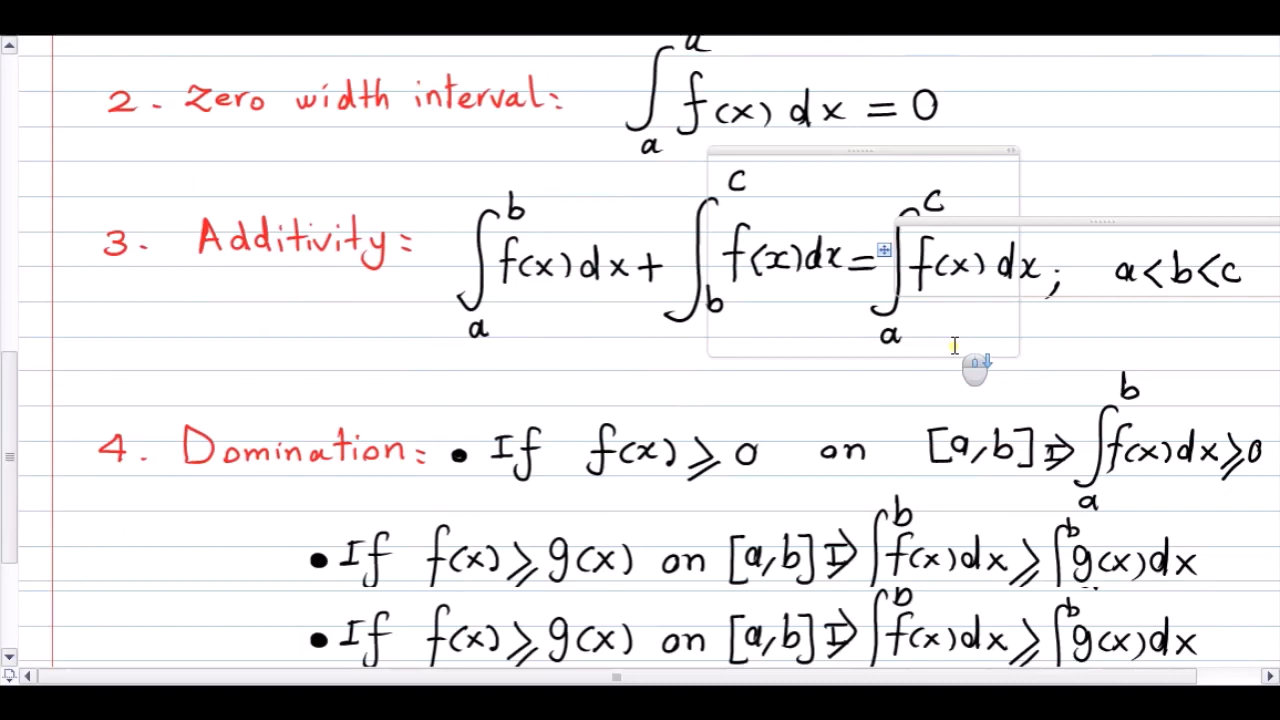 2. Zero width interval: ∫_a^a f(x) dx = 0
3. Additivity: ∫_a^b f(x)dx + ∫_b^c f(x)dx = ∫_a^c f(x)dx; a<b<c
4. Domination: • If f(x) ⩾ 0 on [a,b] ⇒ ∫_a^b f(x)dx ⩾ 0
• If f(x) ⩾ g(x) on [a,b] ⇒ ∫^b f(x)dx ⩾ ∫^b g(x)dx
• If f(x) ⩾ g(x) on [a,b] ⇒ ∫^b f(x)dx ⩾ ∫^b g(x)dx